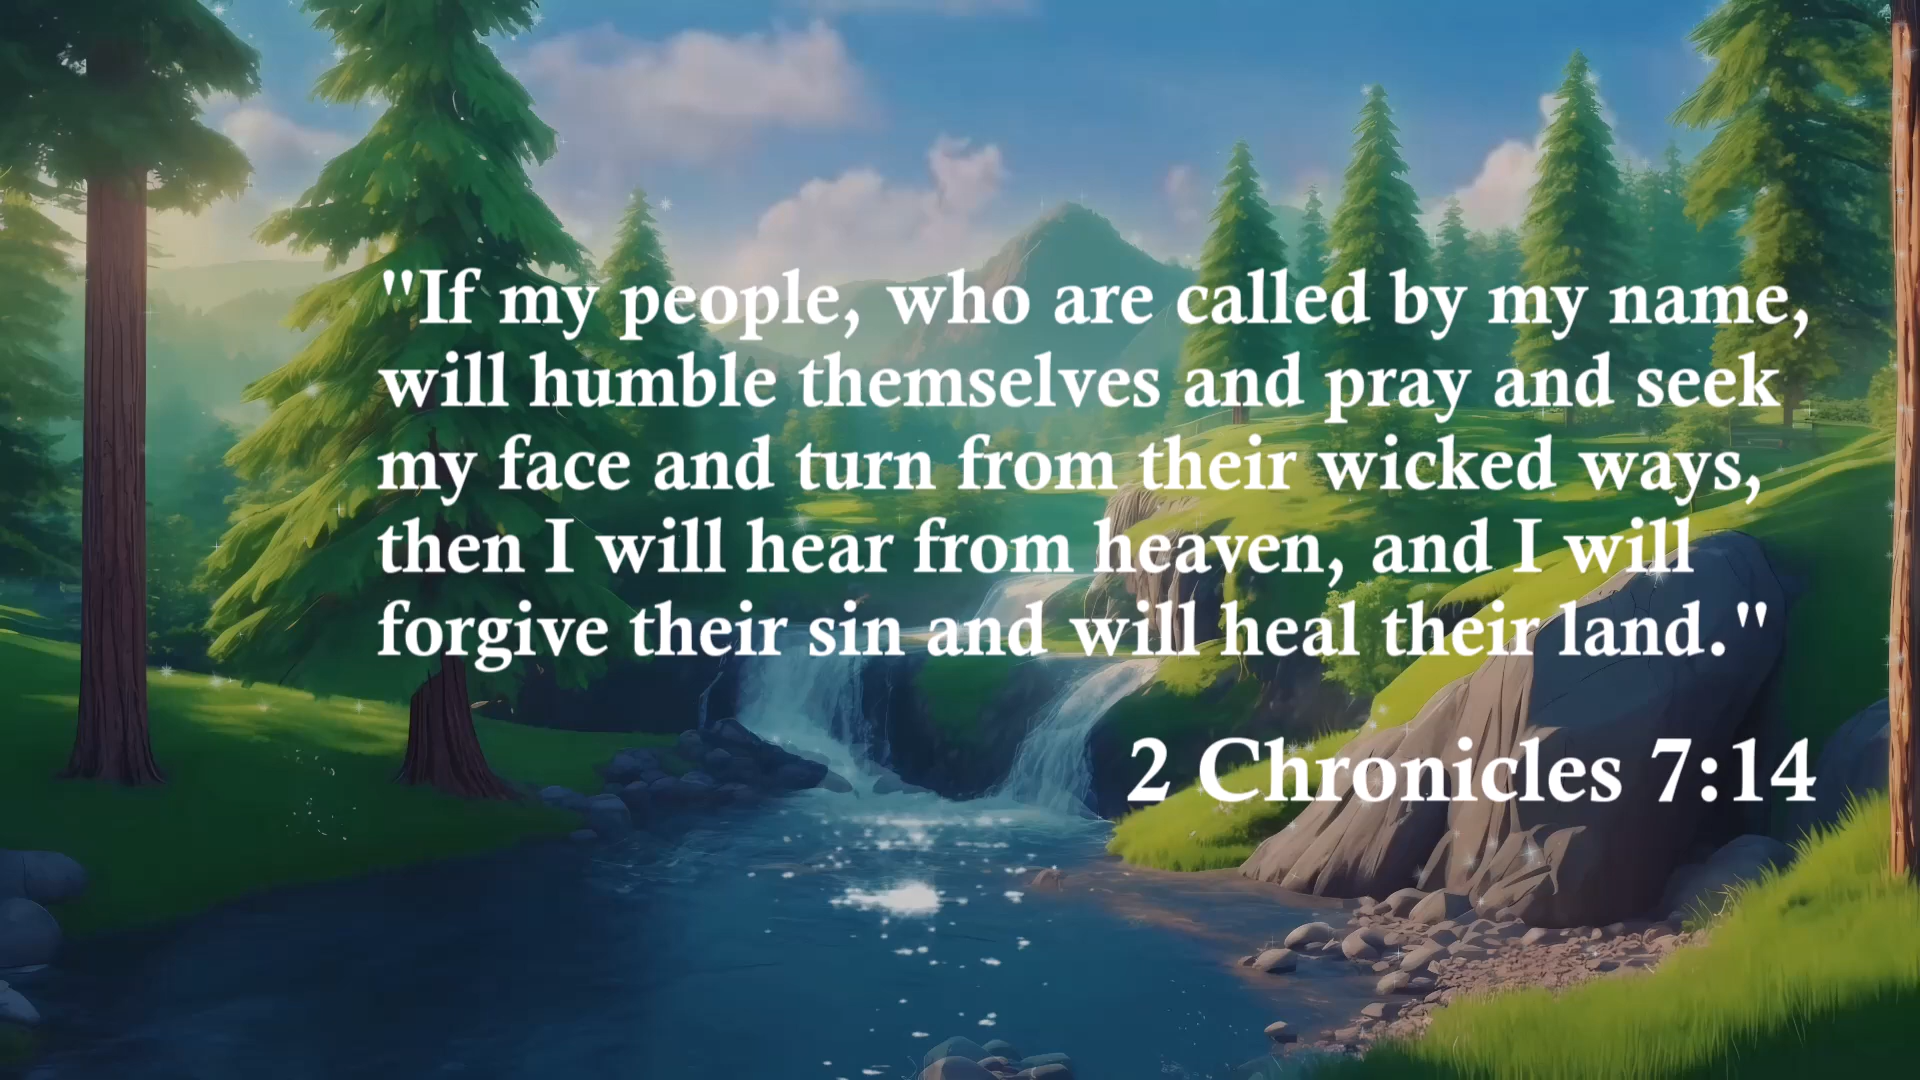 "If my people, who are called by my name,
will humble themselves and pray and seek
my face and turn from their wicked ways,
then I will hear from heaven, and I will
forgive their sin and will heal their land."
2 Chronicles 7:14